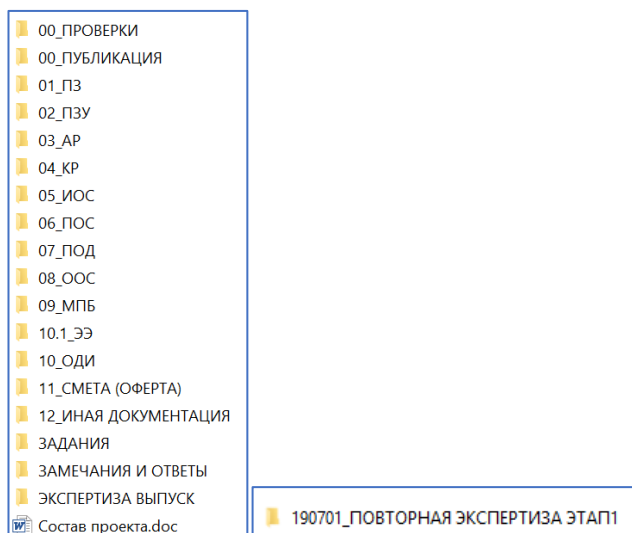 00_ПРОВЕРКИ
00_ПУБЛИКАЦИЯ
01_ПЗ
02_ПЗУ
03_АР
04_КР
05_ИОС
06_ПОС
07_ПОД
08_ООС
09_МПБ
10.1_ЭЭ
10_ОДИ
11_СМЕТА (ОФЕРТА)
12_ИНАЯ ДОКУМЕНТАЦИЯ
ЗАДАНИЯ
ЗАМЕЧАНИЯ И ОТВЕТЫ
ЭКСПЕРТИЗА ВЫПУСК
Состав проекта.doc
190701_ПОВТОРНАЯ ЭКСПЕРТИЗА ЭТАП1